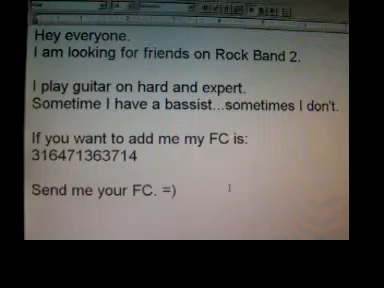 Hey everyone.
I am looking for friends on Rock Band 2.
I play guitar on hard and expert.
Sometime I have a bassist...sometimes I don't.
If you want to add me my FC is:
316471363714
Send me your FC. =)